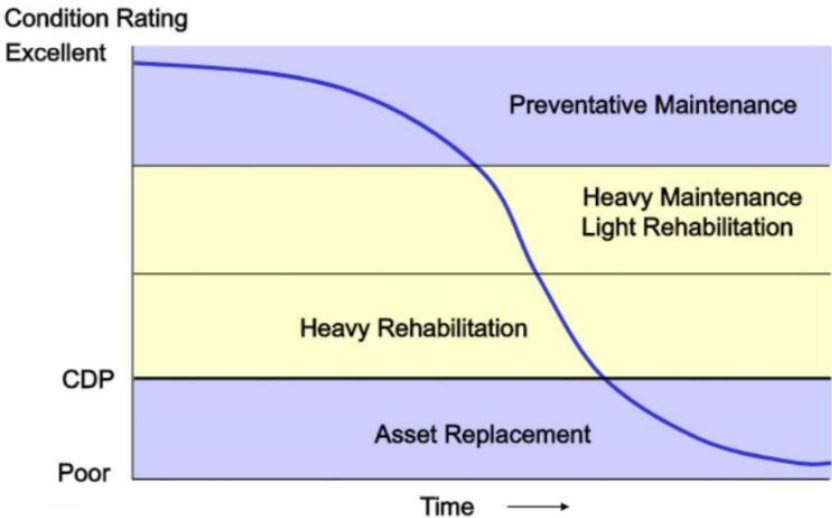 Condition Rating
Excellent
Preventative Maintenance
Heavy Maintenance
Light Rehabilitation
Heavy Rehabilitation
CDP
Asset Replacement
Poor
Time